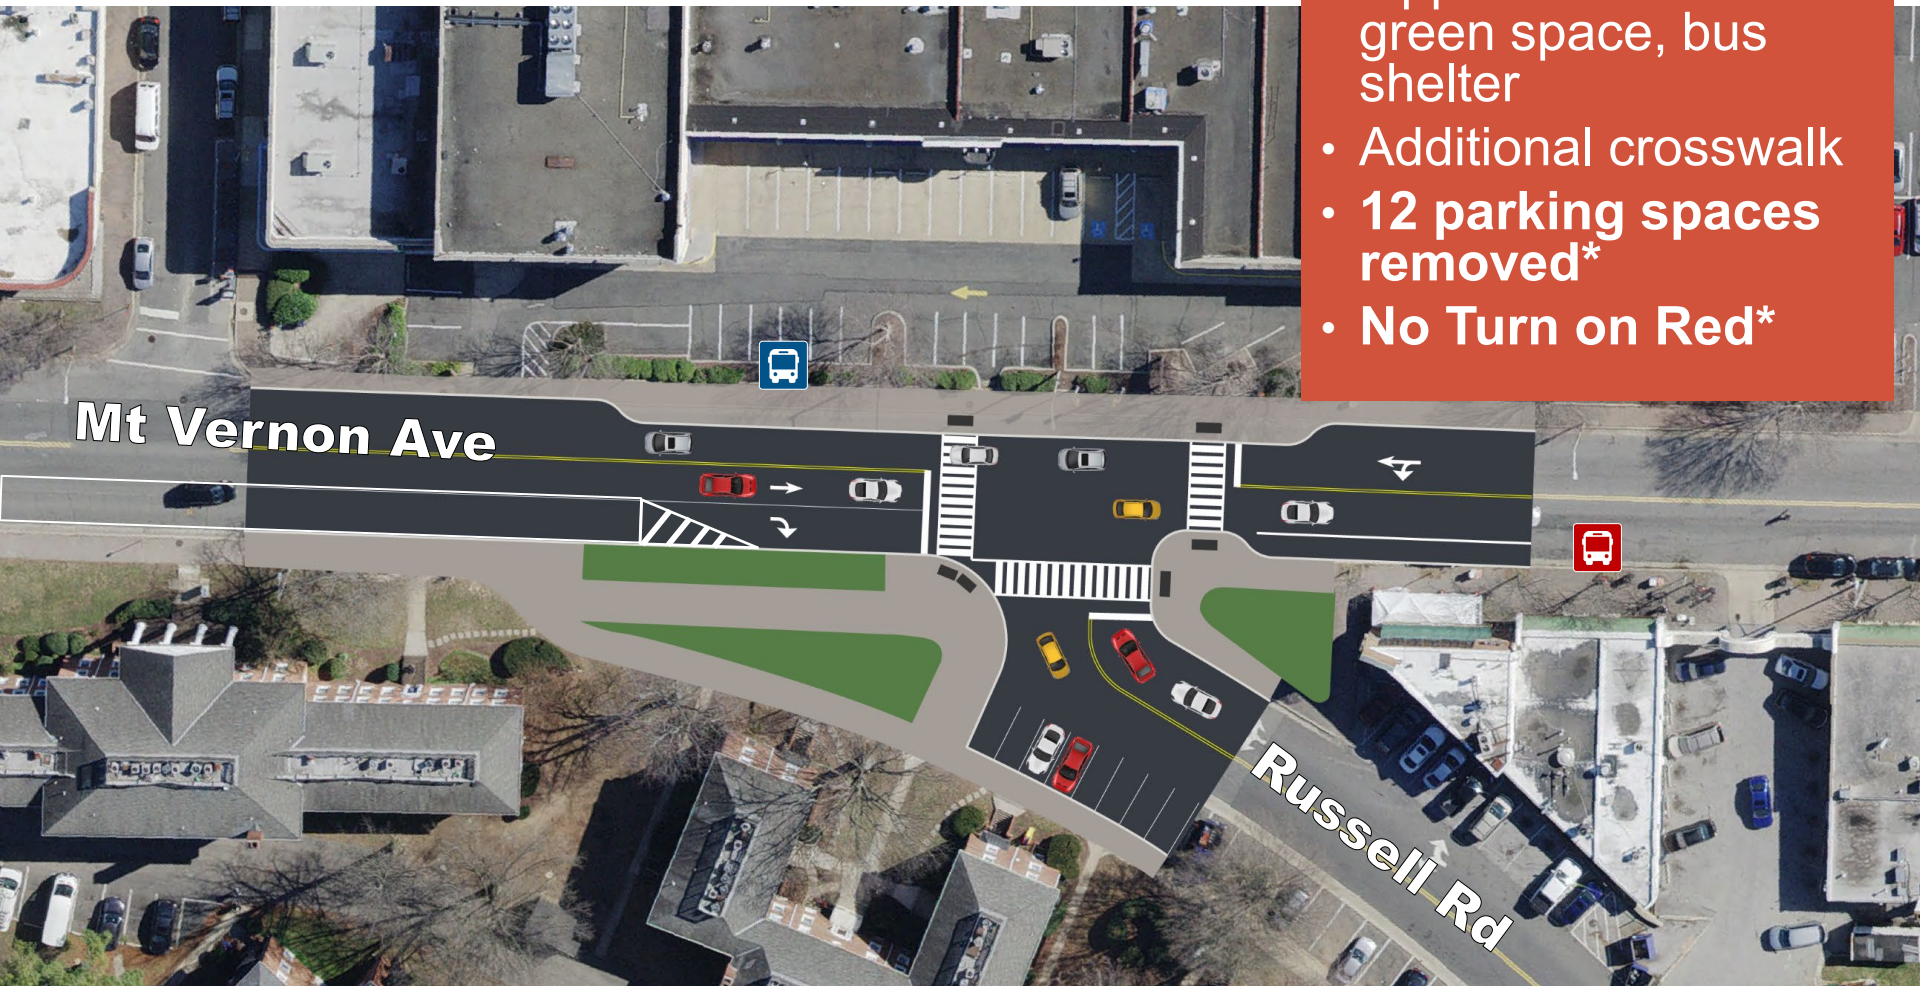 green space, bus
shelter
• Additional crosswalk
• 12 parking spaces
removed*
• No Turn on Red*
Mt Vernon Ave
Russell Rd